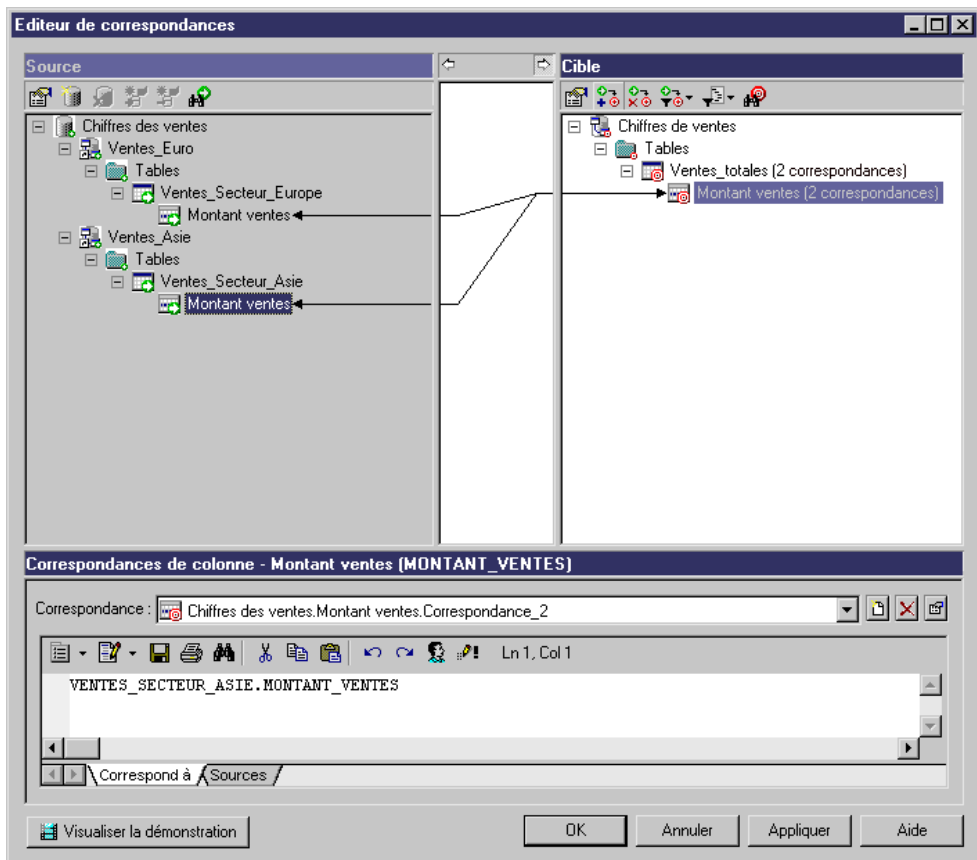 Editeur de correspondances
Source
Cible
Chiffres des ventes
Ventes_Euro
Tables
Ventes_Secteur_Europe
Montant ventes
Ventes_Asie
Tables
Ventes_Secteur_Asie
Montant ventes
Chiffres de ventes
Tables
Ventes_totales (2 correspondances)
Montant ventes (2 correspondances)
Correspondances de colonne - Montant ventes (MONTANT_VENTES)
Correspondance : Chiffres des ventes.Montant ventes.Correspondance_2
Ln 1, Col 1
VENTES_SECTEUR_ASIE.MONTANT_VENTES
Correspond à Sources
Visualiser la démonstration OK Annuler Appliquer Aide